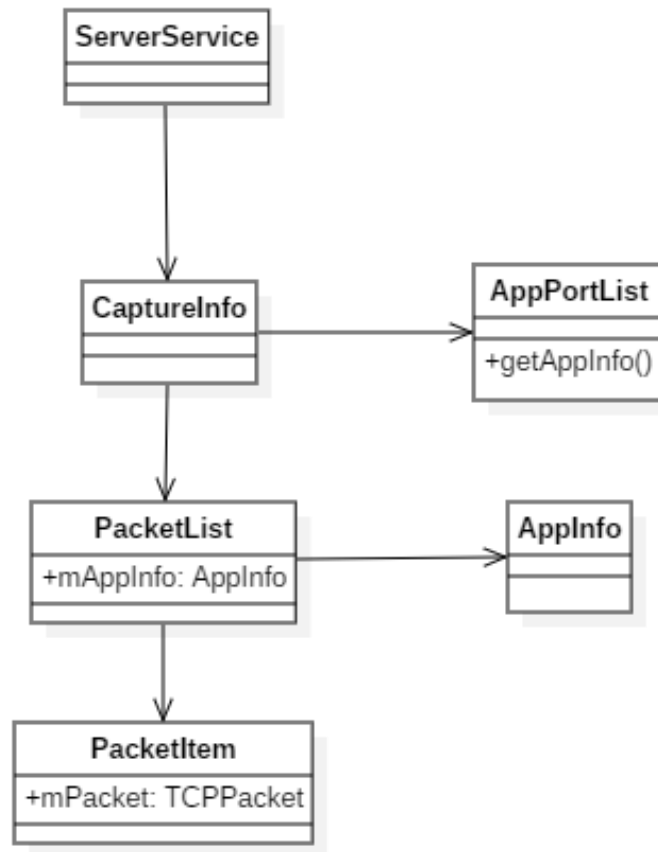 ServerService
CaptureInfo
AppPortList
+getAppInfo()
PacketList
+mAppInfo: AppInfo
AppInfo
PacketItem
+mPacket: TCPPacket